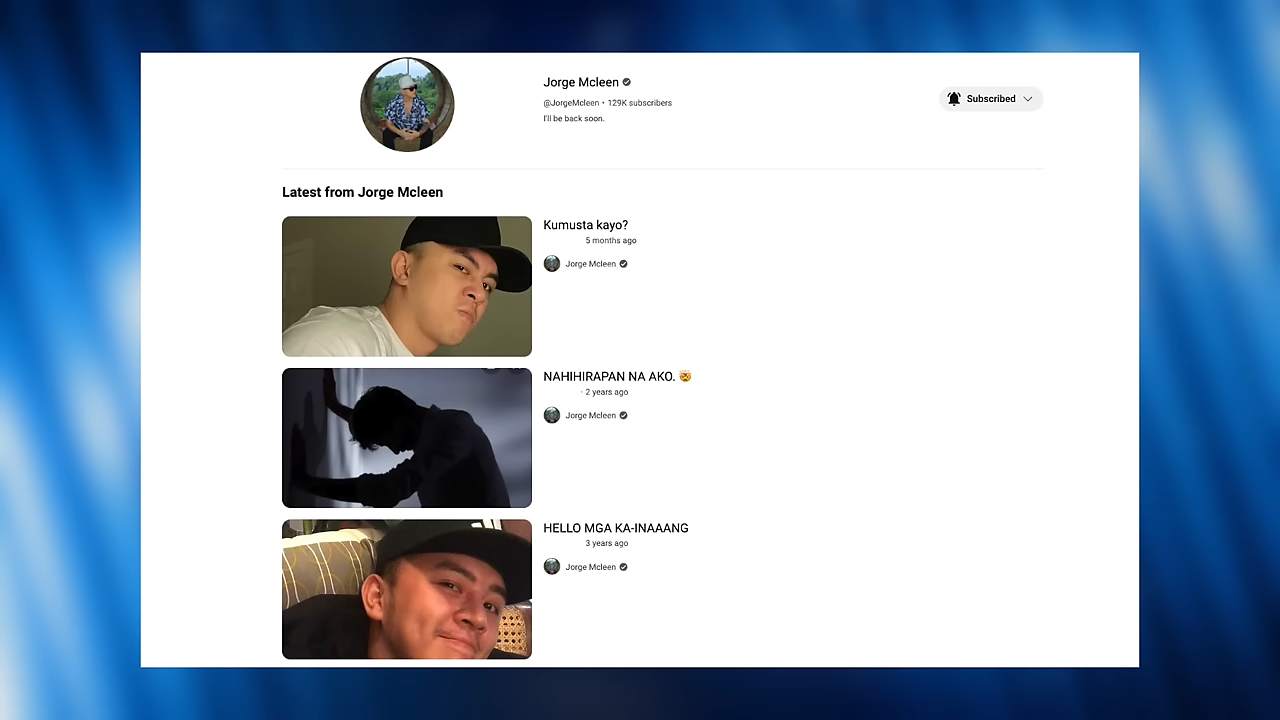 Jorge Mcleen
@JorgeMcleen • 129K subscribers
I'll be back soon.
Subscribed
Latest from Jorge Mcleen
Kumusta kayo?
5 months ago
Jorge Mcleen
NAHIHIRAPAN NA AKO. 🤯
· 2 years ago
Jorge Mcleen
HELLO MGA KA-INAAANG
3 years ago
Jorge Mcleen